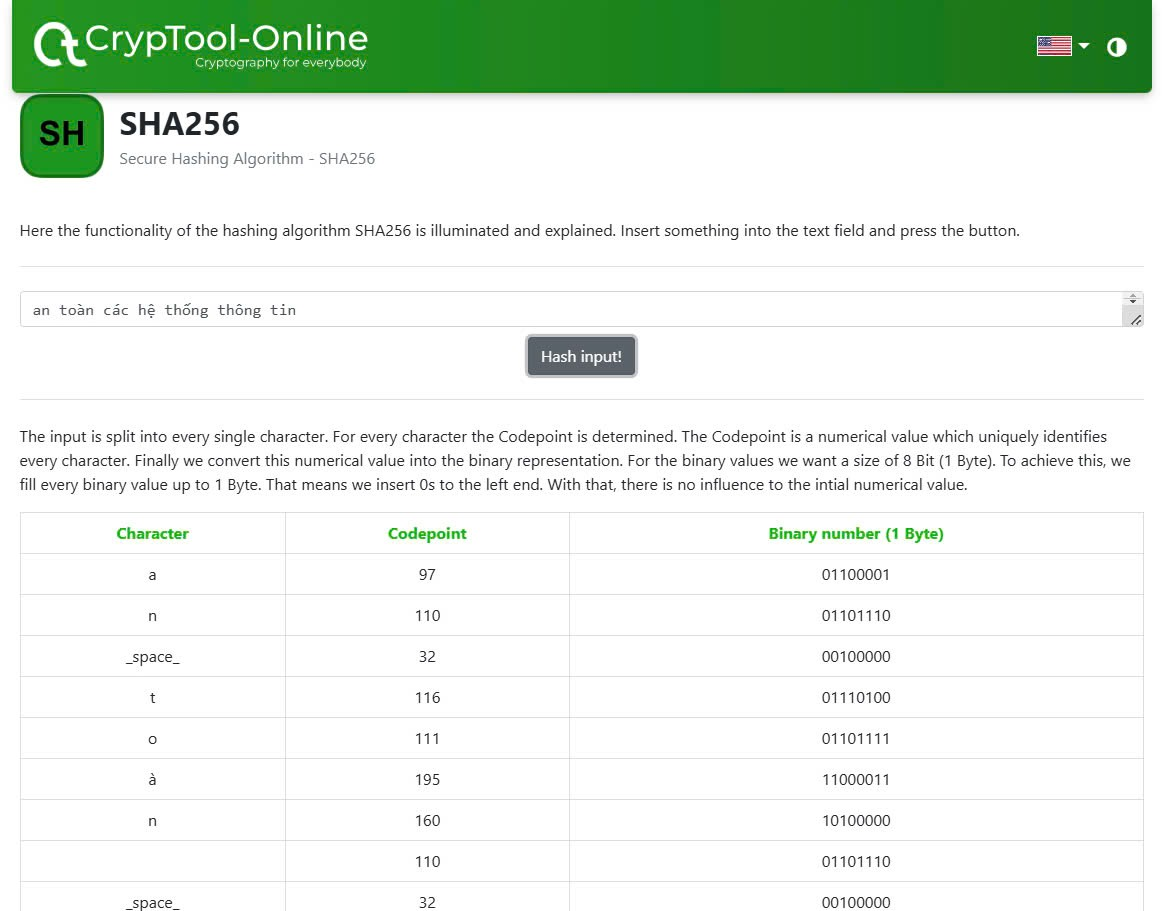 CrypTool-Online
Cryptography for everybody
SH
SHA256
Secure Hashing Algorithm - SHA256
Here the functionality of the hashing algorithm SHA256 is illuminated and explained. Insert something into the text field and press the button.
an toàn các hệ thống thông tin
Hash input!
The input is split into every single character. For every character the Codepoint is determined. The Codepoint is a numerical value which uniquely identifies
every character. Finally we convert this numerical value into the binary representation. For the binary values we want a size of 8 Bit (1 Byte). To achieve this, we
fill every binary value up to 1 Byte. That means we insert 0s to the left end. With that, there is no influence to the intial numerical value.
Character Codepoint Binary number (1 Byte)
a 97 01100001
n 110 01101110
_space_ 32 00100000
t 116 01110100
o 111 01101111
à 195 11000011
n 160 10100000
110 01101110
_space_ 32 00100000